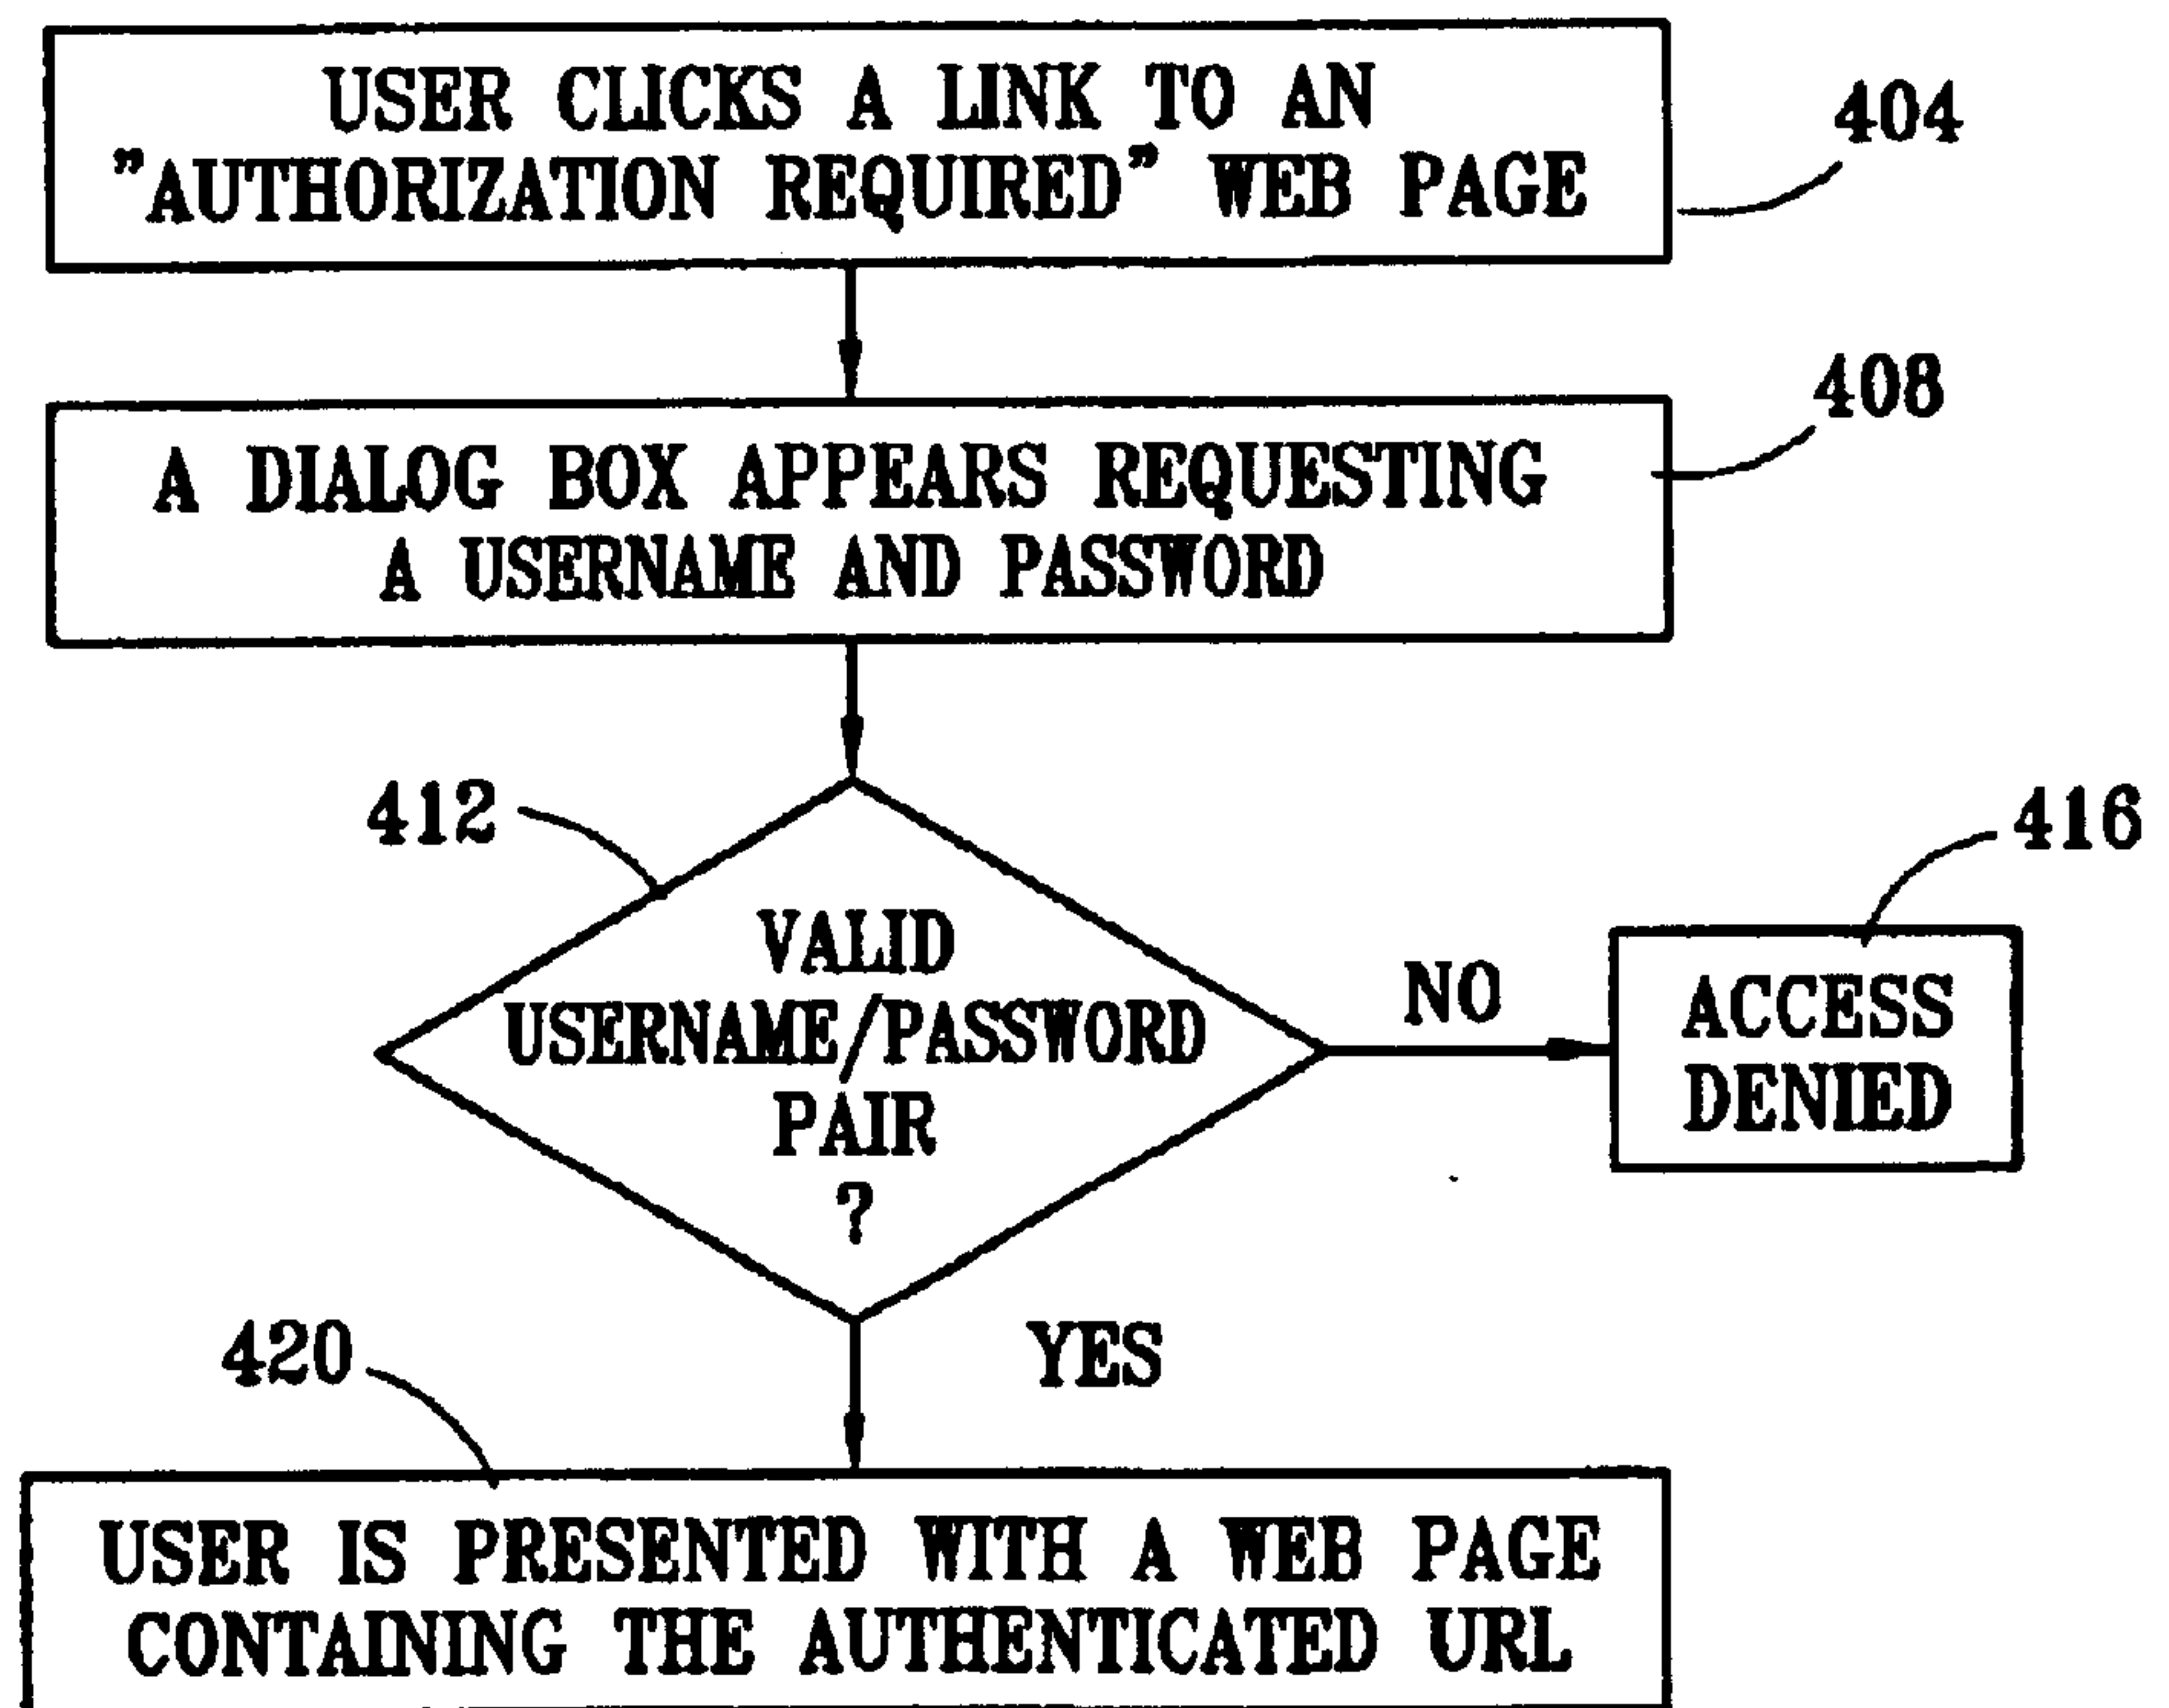 USER CLICKS A LINK TO AN
"AUTHORIZATION REQUIRED" WEB PAGE
404
A DIALOG BOX APPEARS REQUESTING
A USERNAME AND PASSWORD
408
412
VALID
USERNAME/PASSWORD
PAIR
?
NO
416
ACCESS
DENIED
YES
420
USER IS PRESENTED WITH A WEB PAGE
CONTAINING THE AUTHENTICATED URL